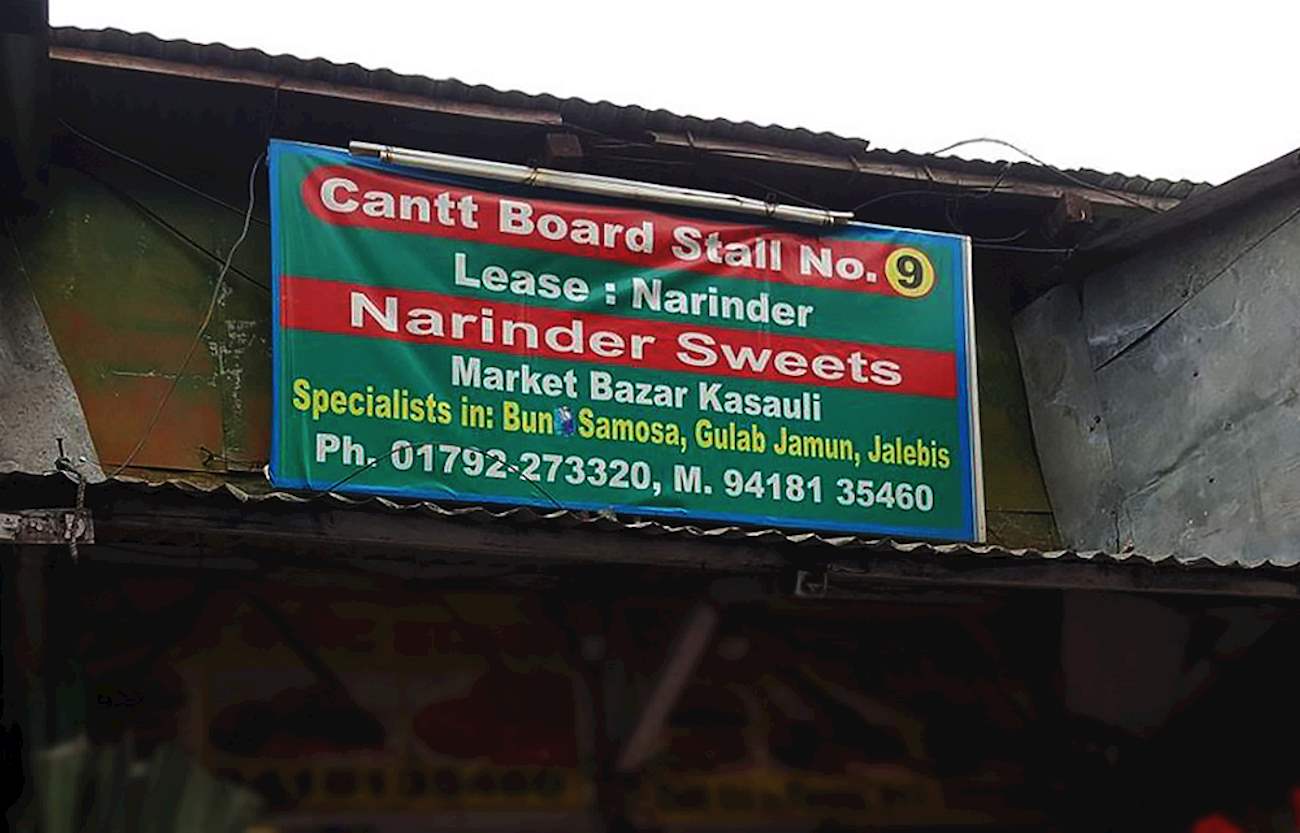 Cantt Board Stall No. 9
Lease : Narinder
Narinder Sweets
Market Bazar Kasauli
Specialists in: Bun Samosa, Gulab Jamun, Jalebis
Ph. 01792-273320, M. 94181 35460